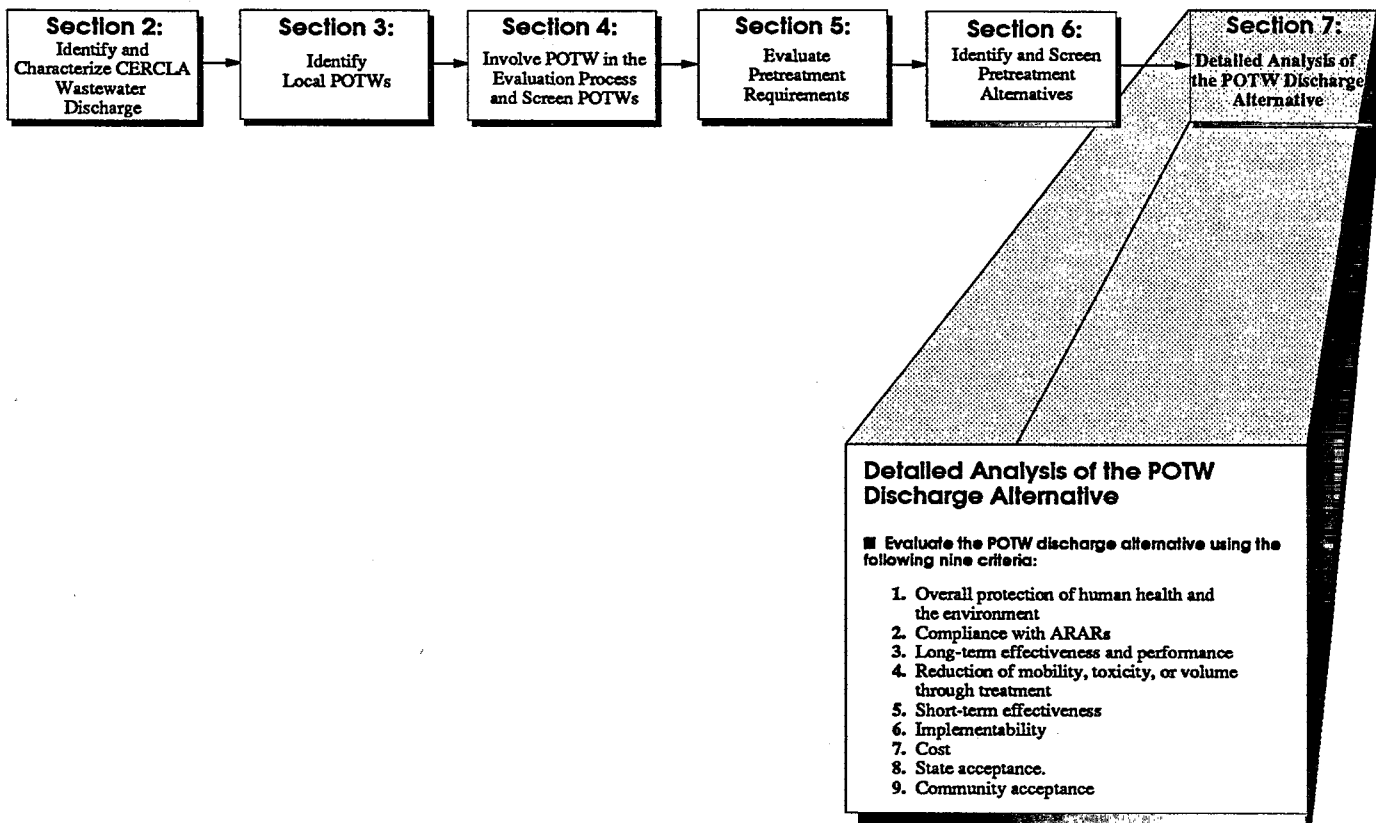 Section 2:
Identify and
Characterize CERCLA
Wastewater
Discharge
Section 3:
Identify
Local POTWs
Section 4:
Involve POTW in the
Evaluation Process
and Screen POTWs
Section 5:
Evaluate
Pretreatment
Requirements
Section 6:
Identify and Screen
Pretreatment
Alternatives
Section 7:
Detailed Analysis of
the POTW Discharge
Alternative
Detailed Analysis of the POTW
Discharge Alternative
■ Evaluate the POTW discharge alternative using the
following nine criteria:
1. Overall protection of human health and
the environment
2. Compliance with ARARs
3. Long-term effectiveness and performance
4. Reduction of mobility, toxicity, or volume
through treatment
5. Short-term effectiveness
6. Implementability
7. Cost
8. State acceptance.
9. Community acceptance